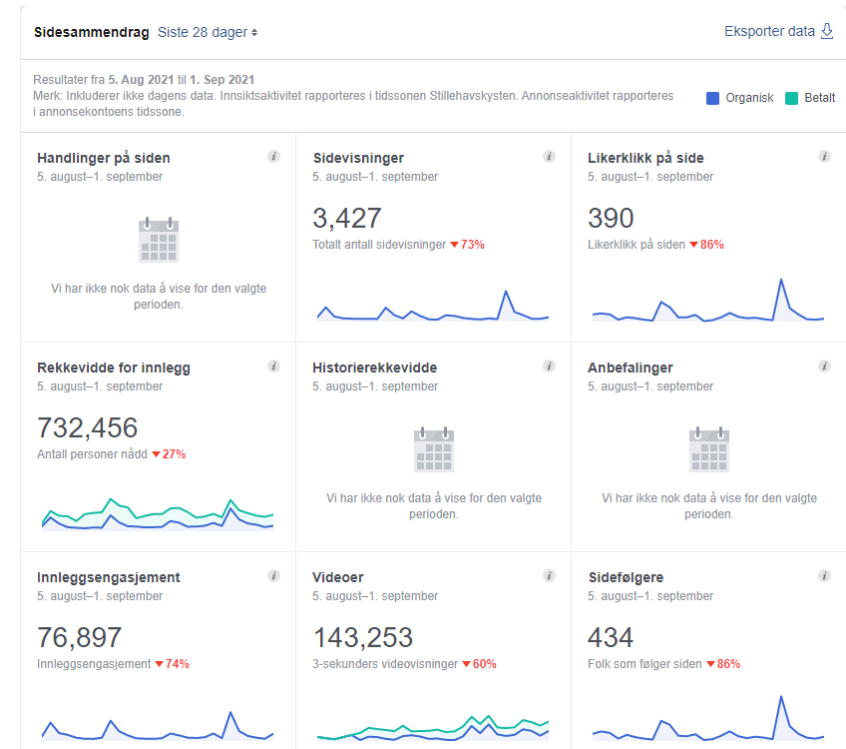 Sidesammendrag Siste 28 dager
Eksporter data
Resultater fra 5. Aug 2021 til 1. Sep 2021
Merk: Inkluderer ikke dagens data. Innsiktsaktivitet rapporteres i tidssonen Stillehavskysten. Annonseaktivitet rapporteres
i annonsekontoens tidssone.
Organisk Betalt
Handlinger på siden
5. august–1. september
Vi har ikke nok data å vise for den valgte
perioden.
Sidevisninger
5. august–1. september
3,427
Totalt antall sidevisninger ▼73%
Likerklikk på side
5. august–1. september
390
Likerklikk på siden ▼86%
Rekkevidde for innlegg
5. august–1. september
732,456
Antall personer nådd ▼27%
Historierekkevidde
5. august–1. september
Vi har ikke nok data å vise for den valgte
perioden.
Anbefalinger
5. august–1. september
Vi har ikke nok data å vise for den valgte
perioden.
Innleggsengasjement
5. august–1. september
76,897
Innleggsengasjement ▼74%
Videoer
5. august–1. september
143,253
3-sekunders videovisninger ▼60%
Sidefølgere
5. august–1. september
434
Folk som følger siden ▼86%